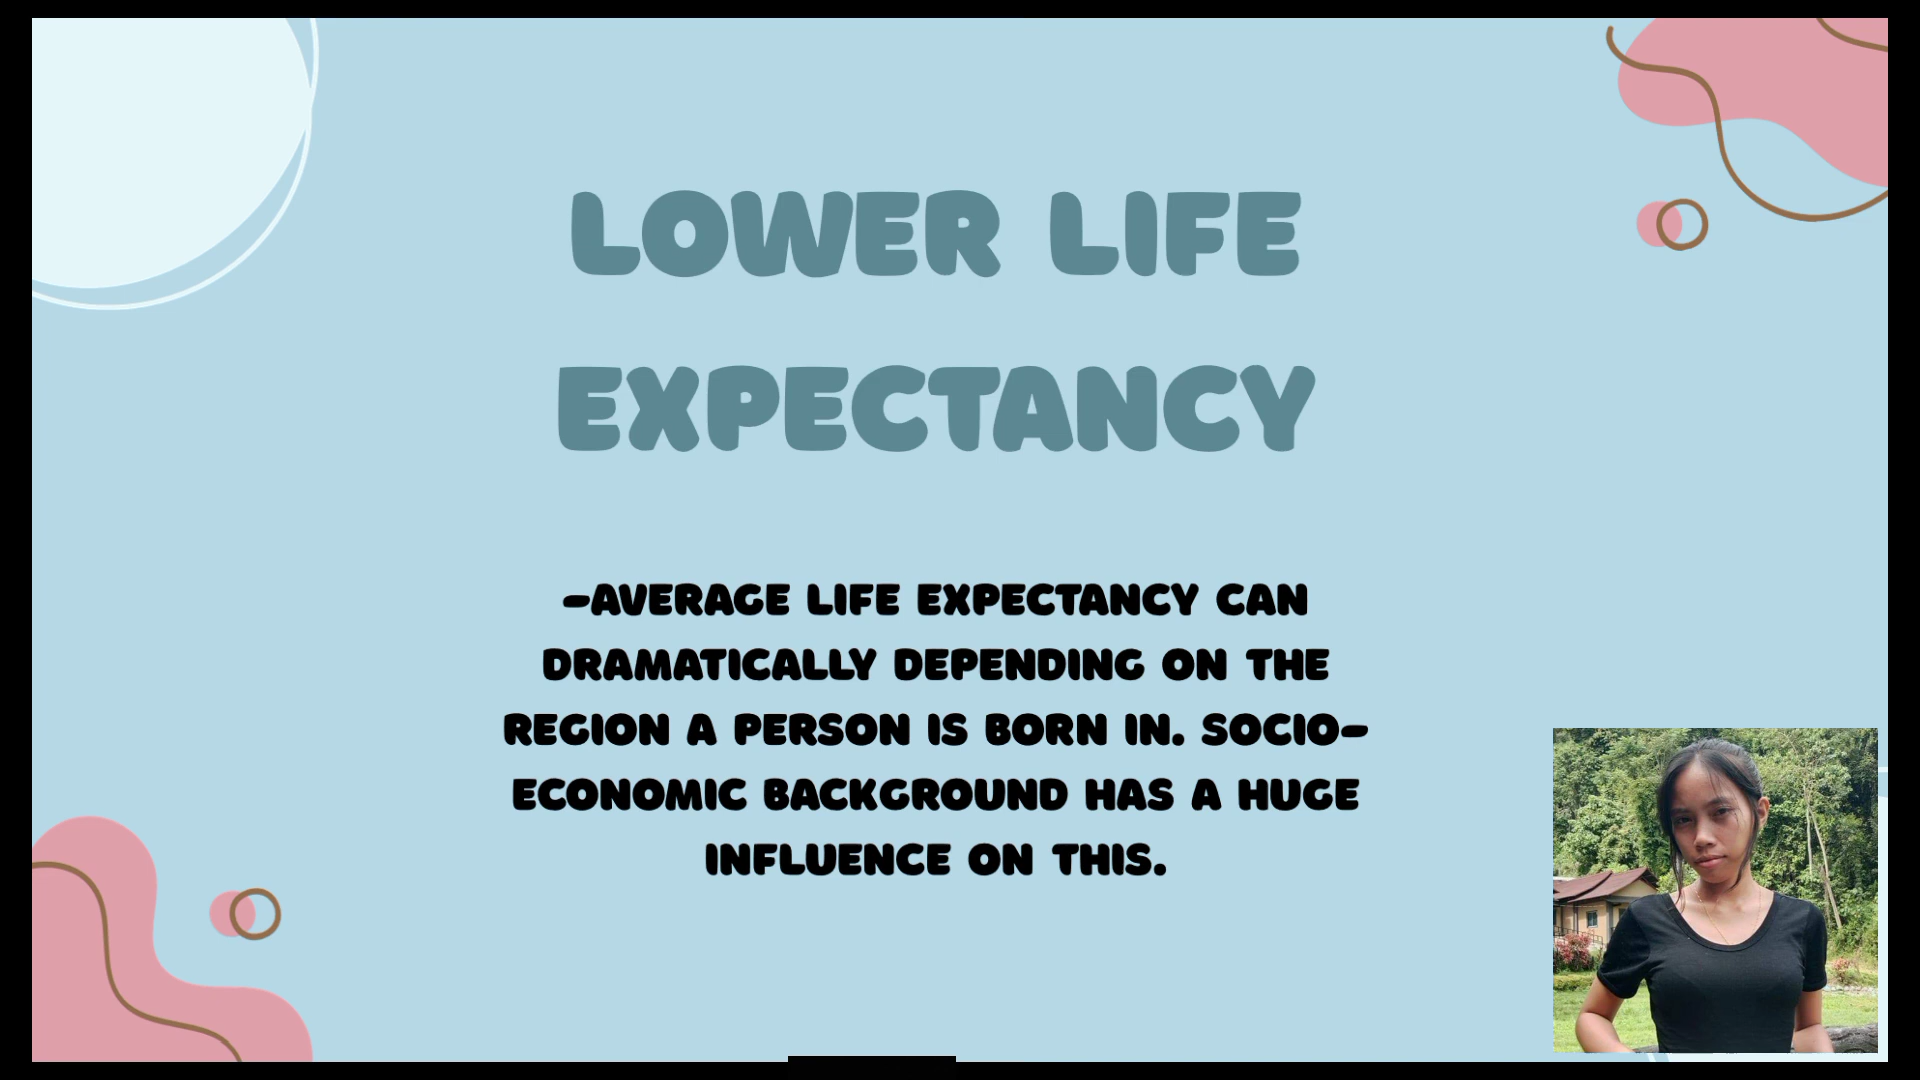 LOWER LIFE
EXPECTANCY
-AVERAGE LIFE EXPECTANCY CAN
DRAMATICALLY DEPENDING ON THE
REGION A PERSON IS BORN IN. SOCIO-
ECONOMIC BACKGROUND HAS A HUGE
INFLUENCE ON THIS.